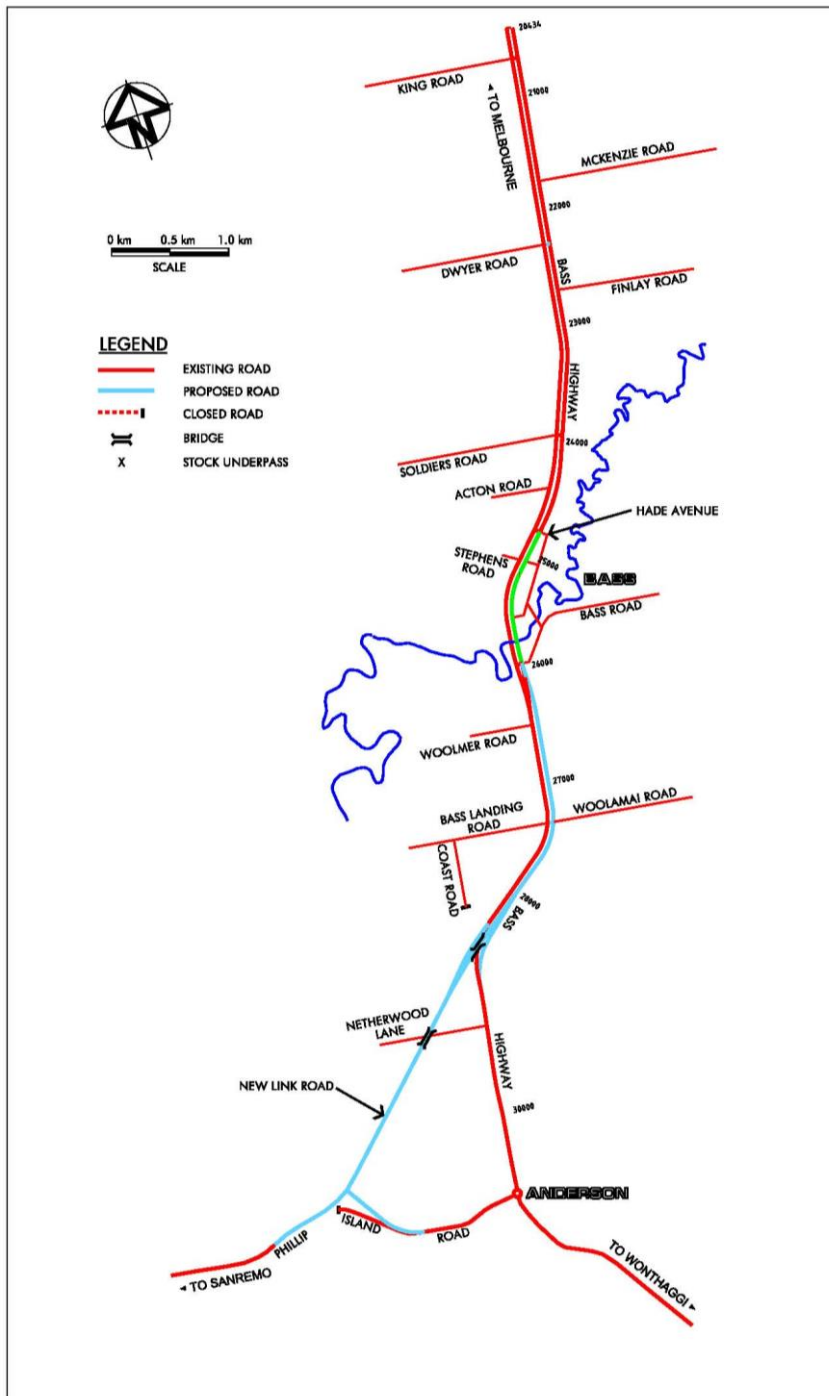 20434
KING ROAD
21000
◄ TO MELBOURNE
MCKENZIE ROAD
22000
N
0 km 0.5 km 1.0 km
SCALE
DWYER ROAD
BASS
FINLAY ROAD
23000
LEGEND
EXISTING ROAD
PROPOSED ROAD
CLOSED ROAD
BRIDGE
X STOCK UNDERPASS
HIGHWAY
24000
SOLDIERS ROAD
ACTON ROAD
HADE AVENUE
STEPHENS
ROAD
25000
BASS
BASS ROAD
26000
WOOLMER ROAD
27000
BASS LANDING
ROAD
WOOLAMAI ROAD
COAST ROAD
28000
BASS
NETHERWOOD
LANE
HIGHWAY
NEW LINK ROAD
30000
ANDERSON
ISLAND
ROAD
PHILLIP
◄ TO SANREMO
TO WONTHAGGI ►